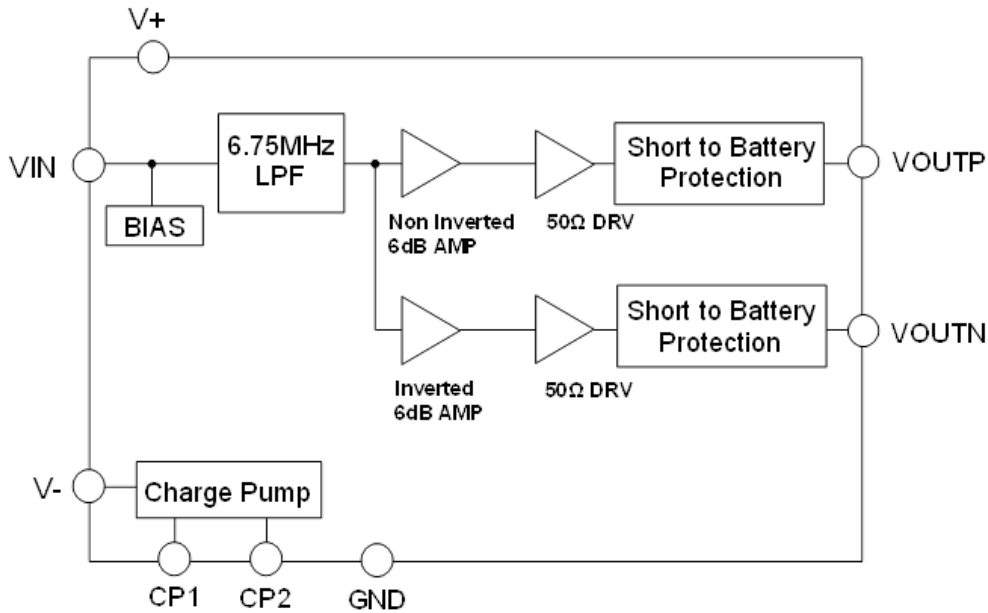 V+
VIN
6.75MHz
LPF
BIAS
Non Inverted
6dB AMP
50Ω DRV
Short to Battery
Protection
VOUTP
Inverted
6dB AMP
50Ω DRV
Short to Battery
Protection
VOUTN
V-
Charge Pump
CP1
CP2
GND